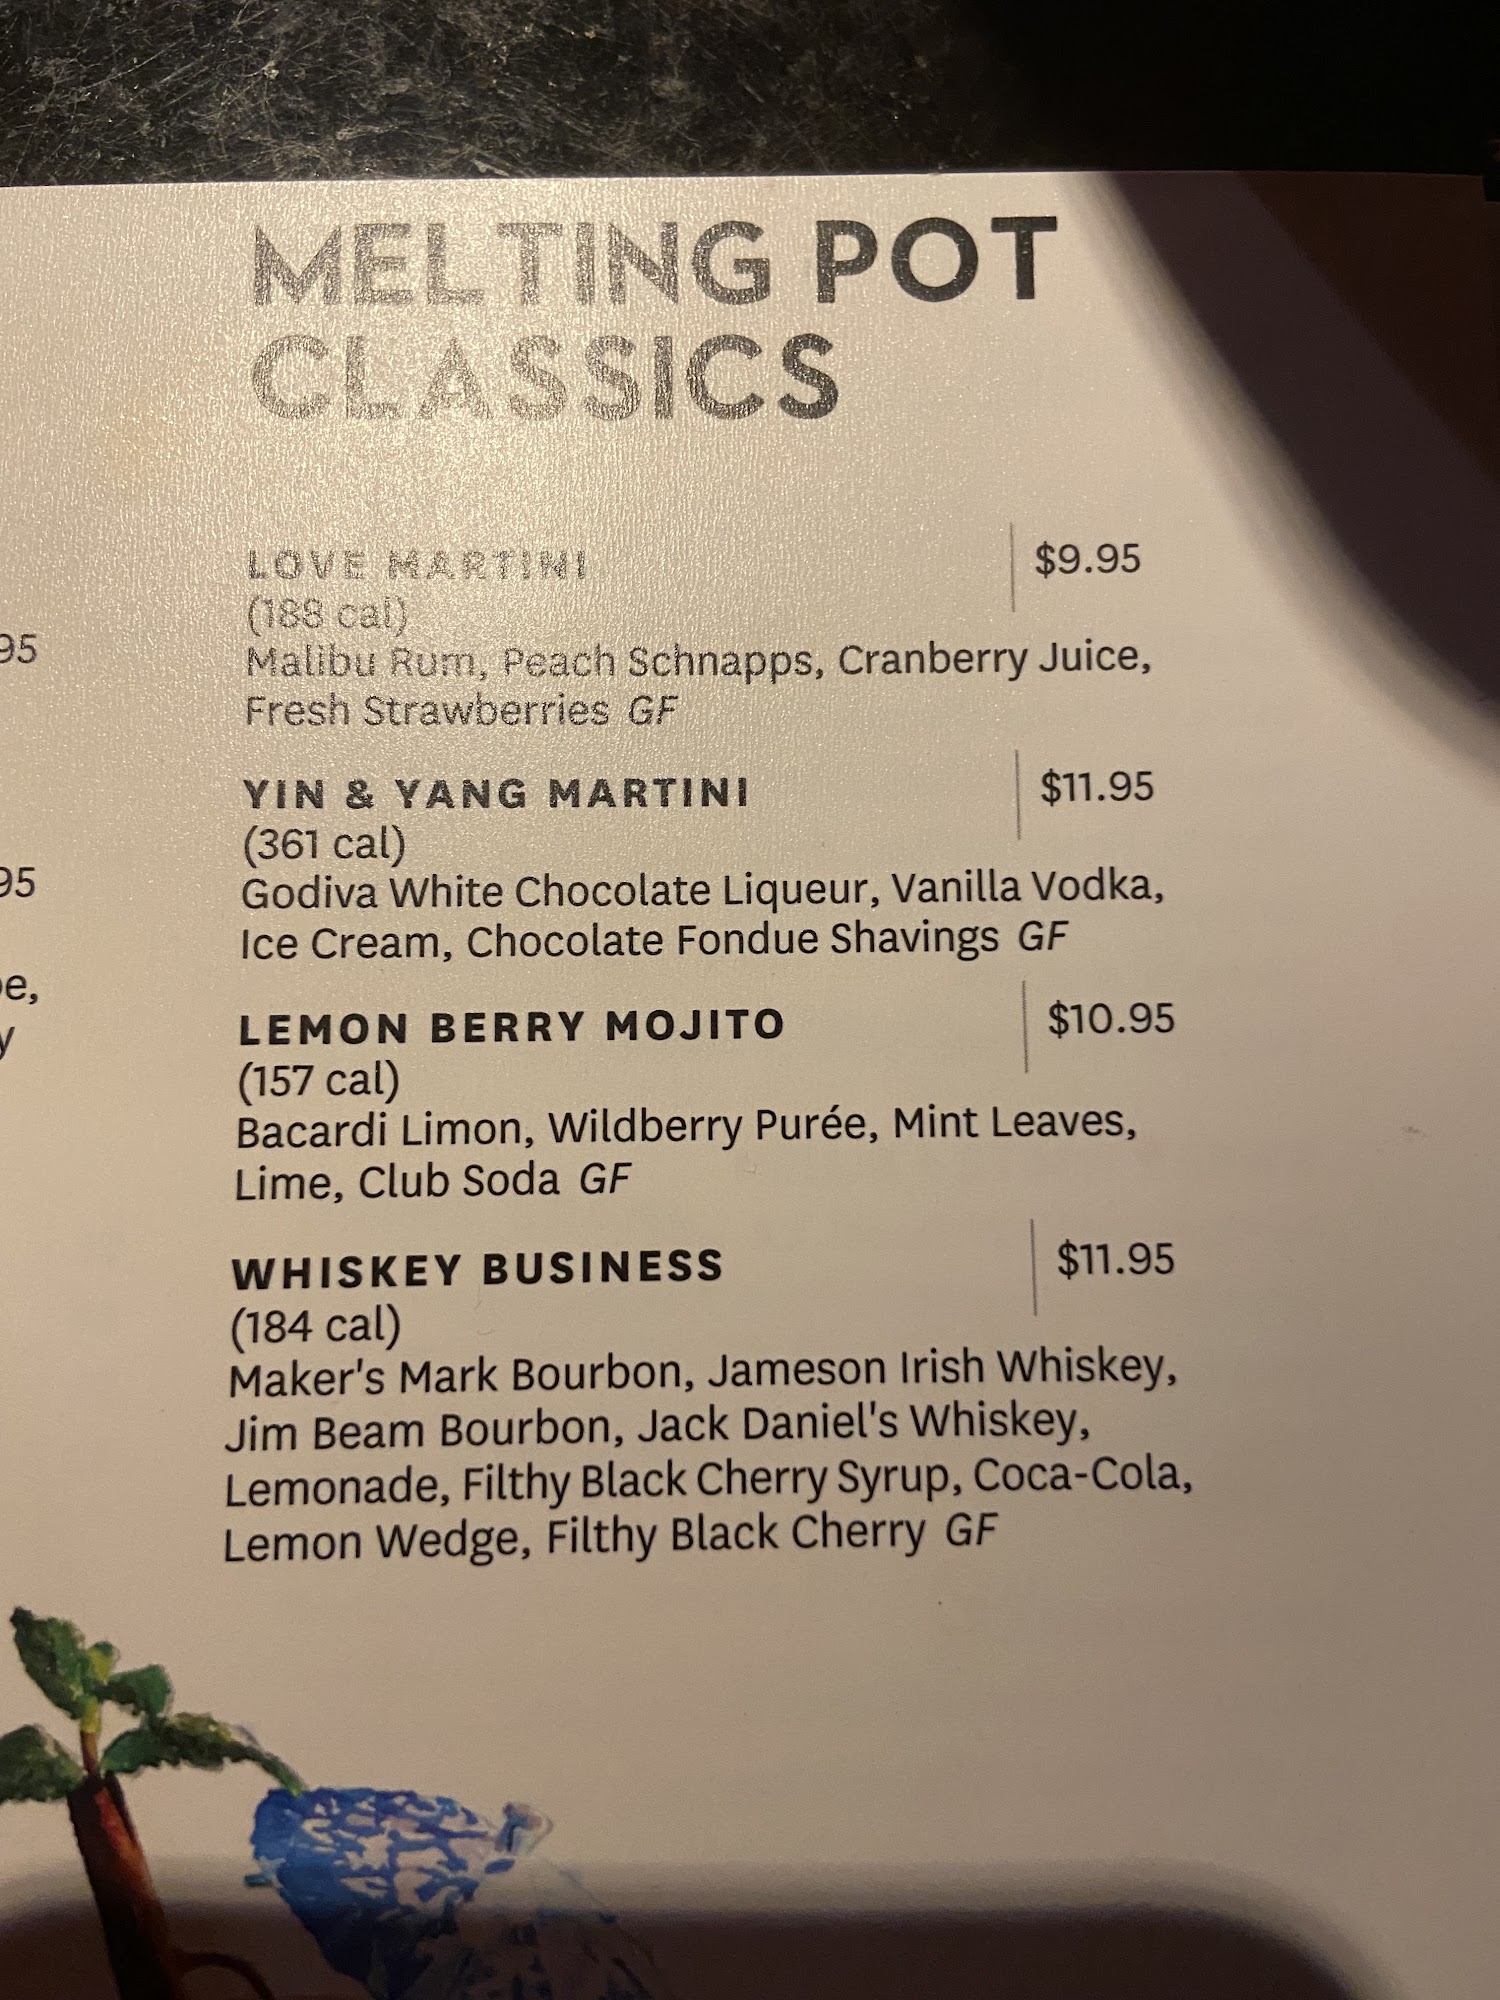 MELTING POT
CLASSICS
LOVE MARTINI $9.95
(188 cal)
Malibu Rum, Peach Schnapps, Cranberry Juice,
Fresh Strawberries GF
YIN & YANG MARTINI $11.95
(361 cal)
Godiva White Chocolate Liqueur, Vanilla Vodka,
Ice Cream, Chocolate Fondue Shavings GF
LEMON BERRY MOJITO $10.95
(157 cal)
Bacardi Limon, Wildberry Purée, Mint Leaves,
Lime, Club Soda GF
WHISKEY BUSINESS $11.95
(184 cal)
Maker's Mark Bourbon, Jameson Irish Whiskey,
Jim Beam Bourbon, Jack Daniel's Whiskey,
Lemonade, Filthy Black Cherry Syrup, Coca-Cola,
Lemon Wedge, Filthy Black Cherry GF